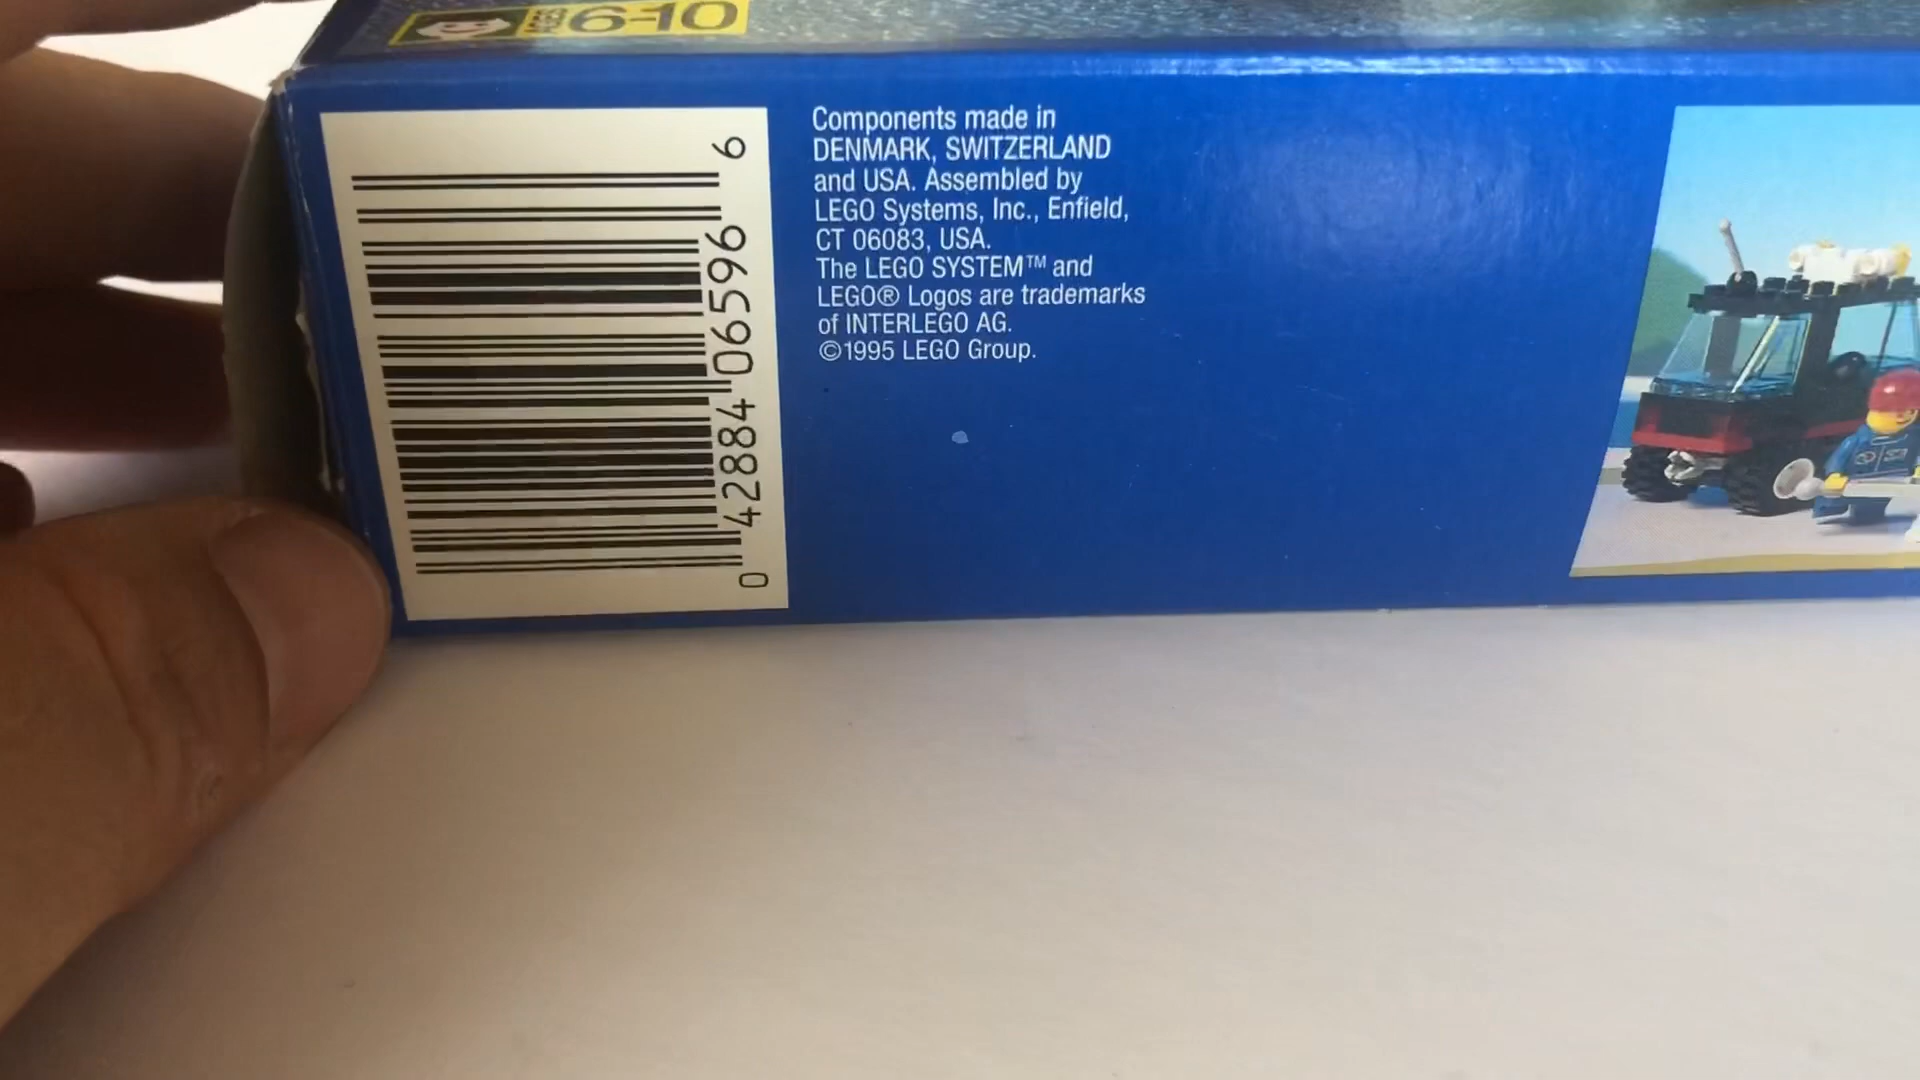 AGES 6-10
Components made in
DENMARK, SWITZERLAND
and USA. Assembled by
LEGO Systems, Inc., Enfield,
CT 06083, USA.
The LEGO SYSTEM™ and
LEGO® Logos are trademarks
of INTERLEGO AG.
©1995 LEGO Group.
0 42884 06596 6